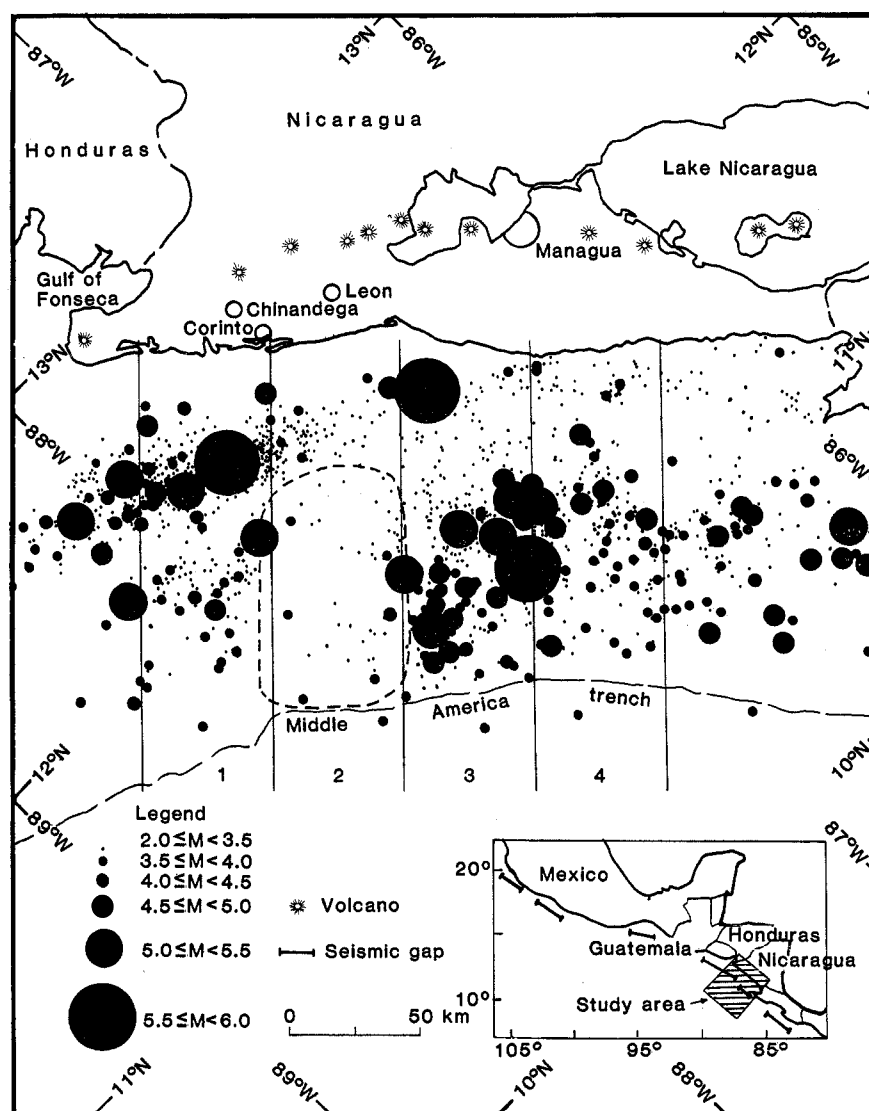 87°W
13°N
86°W
12°N
85°W
Nicaragua
Honduras
Lake Nicaragua
Managua
Gulf of
Fonseca
Leon
Chinandega
Corinto
13°N
11°N
88°W
86°W
Middle America trench
12°N
10°N
1 2 3 4
89°W
87°W
Legend
2.0≤M<3.5
3.5≤M<4.0
4.0≤M<4.5
4.5≤M<5.0
5.0≤M<5.5
5.5≤M<6.0
Volcano
Seismic gap
0 50 km
20°
Mexico
Honduras
Guatemala
Nicaragua
10°
Study area
105° 95° 85°
11°N
89°W
10°N
88°W